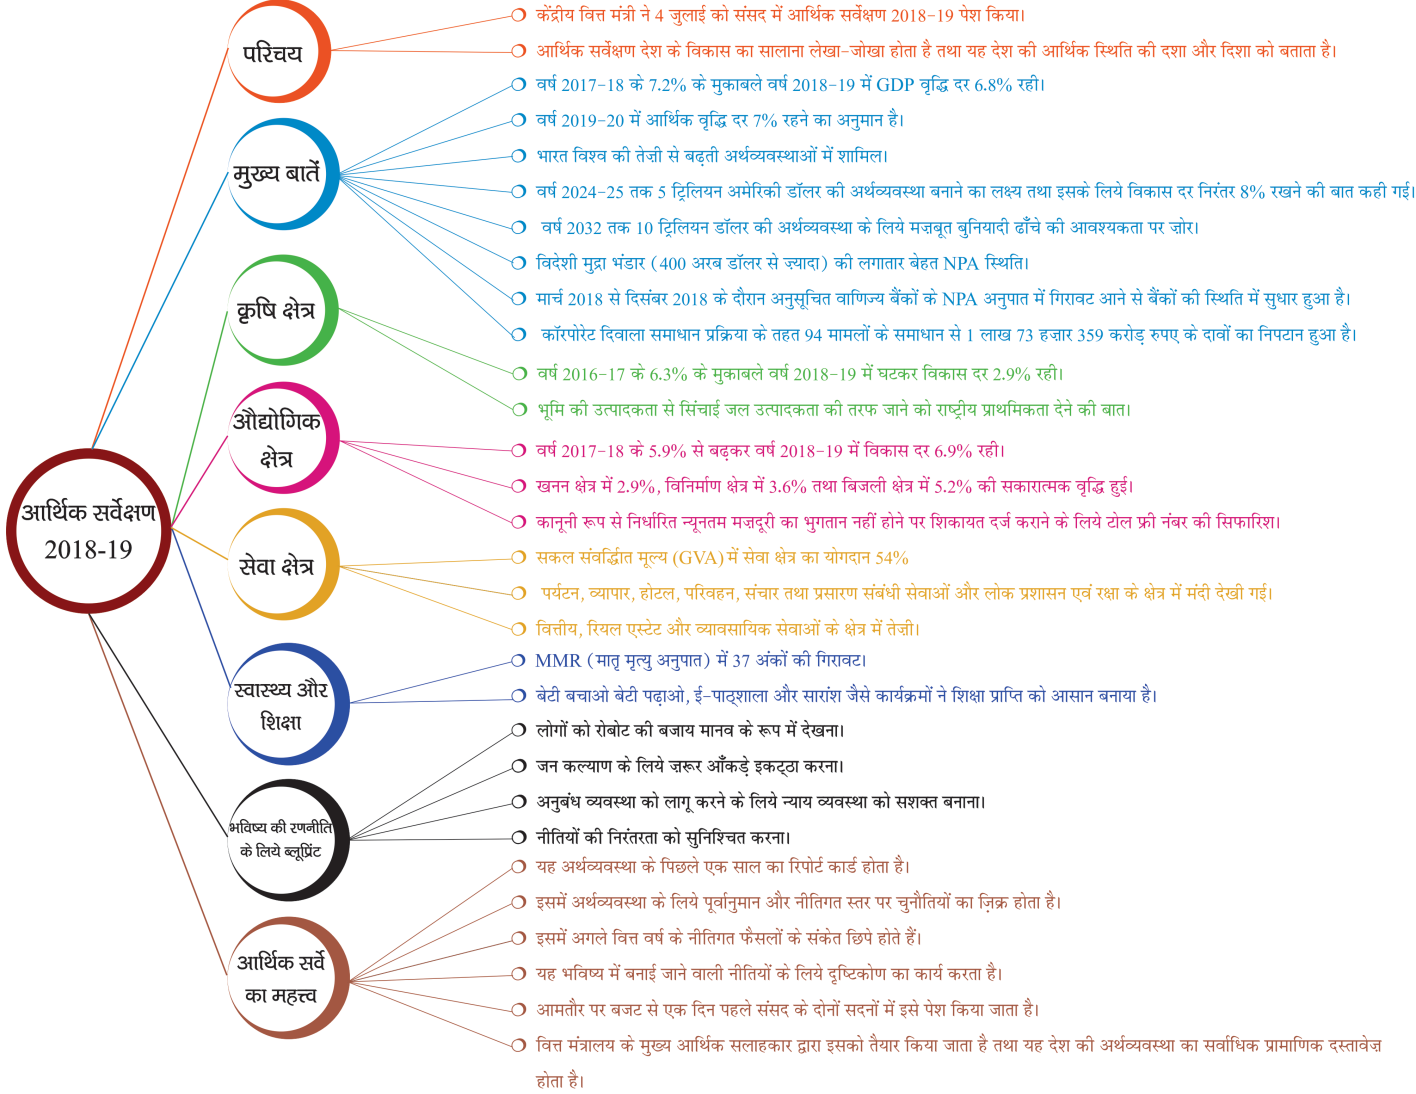 आर्थिक सर्वेक्षण
2018-19
परिचय
केंद्रीय वित्त मंत्री ने 4 जुलाई को संसद में आर्थिक सर्वेक्षण 2018-19 पेश किया।
आर्थिक सर्वेक्षण देश के विकास का सालाना लेखा-जोखा होता है तथा यह देश की आर्थिक स्थिति की दशा और दिशा को बताता है।
मुख्य बातें
वर्ष 2017-18 के 7.2% के मुकाबले वर्ष 2018-19 में GDP वृद्धि दर 6.8% रही।
वर्ष 2019-20 में आर्थिक वृद्धि दर 7% रहने का अनुमान है।
भारत विश्व की तेज़ी से बढ़ती अर्थव्यवस्थाओं में शामिल।
वर्ष 2024-25 तक 5 ट्रिलियन अमेरिकी डॉलर की अर्थव्यवस्था बनाने का लक्ष्य तथा इसके लिये विकास दर निरंतर 8% रखने की बात कही गई।
वर्ष 2032 तक 10 ट्रिलियन डॉलर की अर्थव्यवस्था के लिये मज़बूत बुनियादी ढाँचे की आवश्यकता पर ज़ोर।
विदेशी मुद्रा भंडार (400 अरब डॉलर से ज़्यादा) की लगातार बेहत NPA स्थिति।
मार्च 2018 से दिसंबर 2018 के दौरान अनुसूचित वाणिज्य बैंकों के NPA अनुपात में गिरावट आने से बैंकों की स्थिति में सुधार हुआ है।
कॉरपोरेट दिवाला समाधान प्रक्रिया के तहत 94 मामलों के समाधान से 1 लाख 73 हज़ार 359 करोड़ रुपए के दावों का निपटान हुआ है।
कृषि क्षेत्र
वर्ष 2016-17 के 6.3% के मुकाबले वर्ष 2018-19 में घटकर विकास दर 2.9% रही।
भूमि की उत्पादकता से सिंचाई जल उत्पादकता की तरफ जाने को राष्ट्रीय प्राथमिकता देने की बात।
औद्योगिक
क्षेत्र
वर्ष 2017-18 के 5.9% से बढ़कर वर्ष 2018-19 में विकास दर 6.9% रही।
खनन क्षेत्र में 2.9%, विनिर्माण क्षेत्र में 3.6% तथा बिजली क्षेत्र में 5.2% की सकारात्मक वृद्धि हुई।
कानूनी रूप से निर्धारित न्यूनतम मज़दूरी का भुगतान नहीं होने पर शिकायत दर्ज कराने के लिये टोल फ्री नंबर की सिफारिश।
सेवा क्षेत्र
सकल संवर्द्धित मूल्य (GVA) में सेवा क्षेत्र का योगदान 54%
पर्यटन, व्यापार, होटल, परिवहन, संचार तथा प्रसारण संबंधी सेवाओं और लोक प्रशासन एवं रक्षा के क्षेत्र में मंदी देखी गई।
वित्तीय, रियल एस्टेट और व्यावसायिक सेवाओं के क्षेत्र में तेज़ी।
स्वास्थ्य और
शिक्षा
MMR (मातृ मृत्यु अनुपात) में 37 अंकों की गिरावट।
बेटी बचाओ बेटी पढ़ाओ, ई-पाठ्शाला और सारांश जैसे कार्यक्रमों ने शिक्षा प्राप्ति को आसान बनाया है।
भविष्य की रणनीति
के लिये ब्लूप्रिंट
लोगों को रोबोट की बजाय मानव के रूप में देखना।
जन कल्याण के लिये ज़रूर आँकड़े इकट्ठा करना।
अनुबंध व्यवस्था को लागू करने के लिये न्याय व्यवस्था को सशक्त बनाना।
नीतियों की निरंतरता को सुनिश्चित करना।
आर्थिक सर्वे
का महत्त्व
यह अर्थव्यवस्था के पिछले एक साल का रिपोर्ट कार्ड होता है।
इसमें अर्थव्यवस्था के लिये पूर्वानुमान और नीतिगत स्तर पर चुनौतियों का ज़िक्र होता है।
इसमें अगले वित्त वर्ष के नीतिगत फैसलों के संकेत छिपे होते हैं।
यह भविष्य में बनाई जाने वाली नीतियों के लिये दृष्टिकोण का कार्य करता है।
आमतौर पर बजट से एक दिन पहले संसद के दोनों सदनों में इसे पेश किया जाता है।
वित्त मंत्रालय के मुख्य आर्थिक सलाहकार द्वारा इसको तैयार किया जाता है तथा यह देश की अर्थव्यवस्था का सर्वाधिक प्रामाणिक दस्तावेज़
होता है।